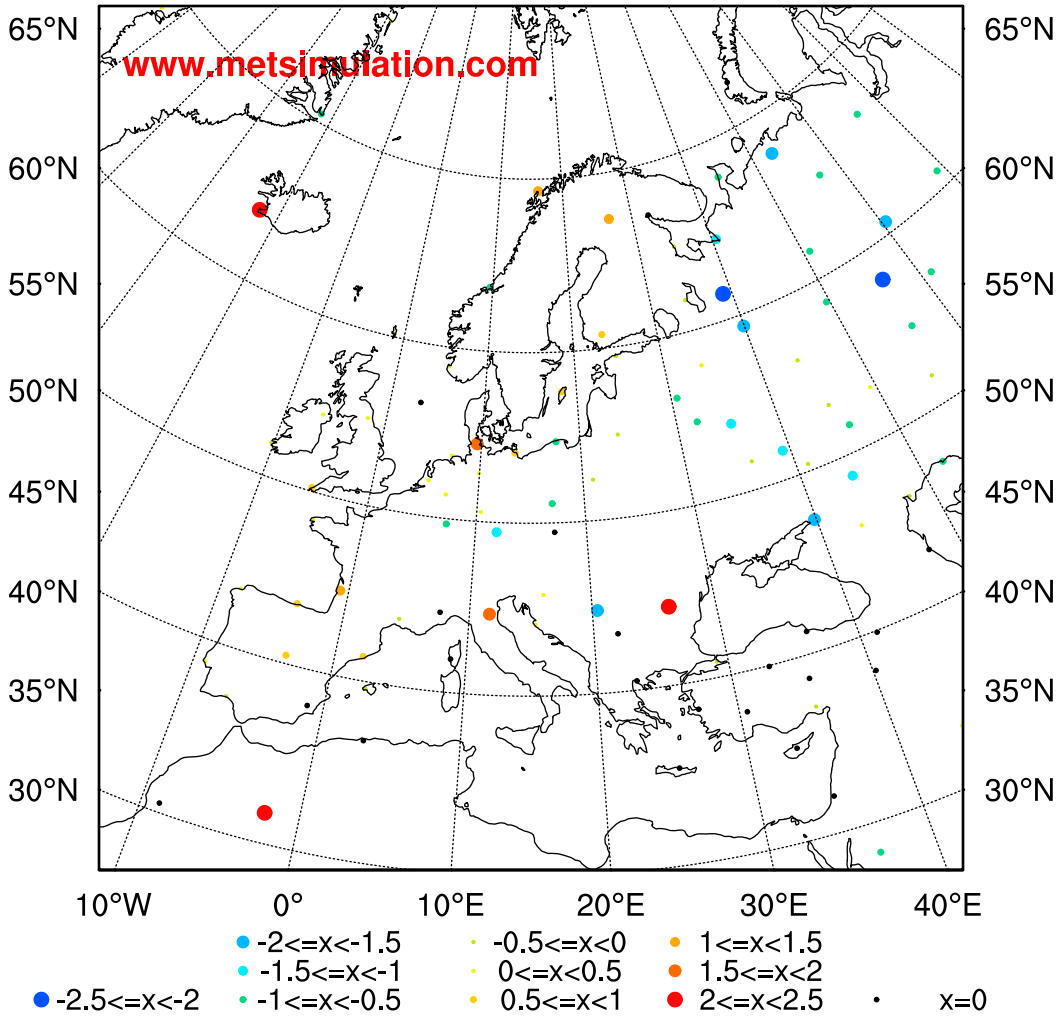 65°N 65°N
www.metsimulation.com
60°N 60°N
55°N 55°N
50°N 50°N
45°N 45°N
40°N 40°N
35°N 35°N
30°N 30°N
10°W 0° 10°E 20°E 30°E 40°E
-2<=x<-1.5 -0.5<=x<0 1<=x<1.5
-1.5<=x<-1 0<=x<0.5 1.5<=x<2
-2.5<=x<-2 -1<=x<-0.5 0.5<=x<1 2<=x<2.5 x=0